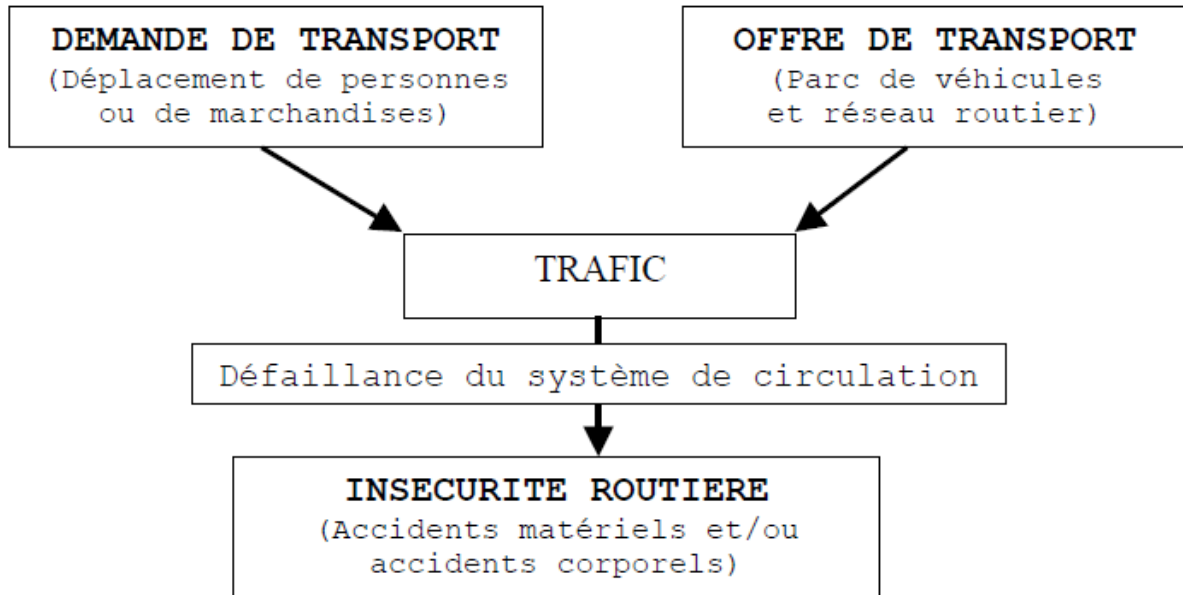 DEMANDE DE TRANSPORT
(Déplacement de personnes
ou de marchandises)
OFFRE DE TRANSPORT
(Parc de véhicules
et réseau routier)
TRAFIC
Défaillance du système de circulation
INSECURITE ROUTIERE
(Accidents matériels et/ou
accidents corporels)